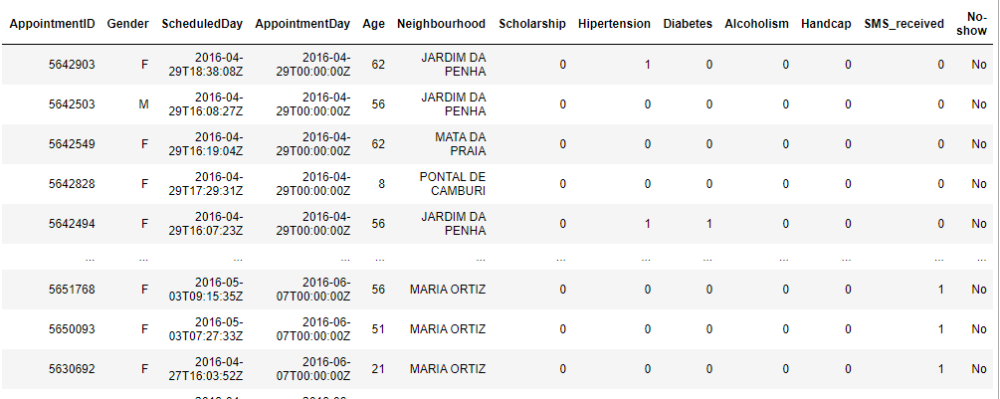 AppointmentID Gender ScheduledDay AppointmentDay Age Neighbourhood Scholarship Hipertension Diabetes Alcoholism Handcap SMS_received No-
show
5642903 F 2016-04- 2016-04- 62 JARDIM DA 0 1 0 0 0 0 No
29T18:38:08Z 29T00:00:00Z PENHA
5642503 M 2016-04- 2016-04- 56 JARDIM DA 0 0 0 0 0 0 No
29T16:08:27Z 29T00:00:00Z PENHA
5642549 F 2016-04- 2016-04- 62 MATA DA 0 0 0 0 0 0 No
29T16:19:04Z 29T00:00:00Z PRAIA
5642828 F 2016-04- 2016-04- 8 PONTAL DE 0 0 0 0 0 0 No
29T17:29:31Z 29T00:00:00Z CAMBURI
5642494 F 2016-04- 2016-04- 56 JARDIM DA 0 1 1 0 0 0 No
29T16:07:23Z 29T00:00:00Z PENHA
... ... ... ... ... ... ... ... ... ... ... ... ...
5651768 F 2016-05- 2016-06- 56 MARIA ORTIZ 0 0 0 0 0 1 No
03T09:15:35Z 07T00:00:00Z
5650093 F 2016-05- 2016-06- 51 MARIA ORTIZ 0 0 0 0 0 1 No
03T07:27:33Z 07T00:00:00Z
5630692 F 2016-04- 2016-06- 21 MARIA ORTIZ 0 0 0 0 0 1 No
27T16:03:52Z 07T00:00:00Z